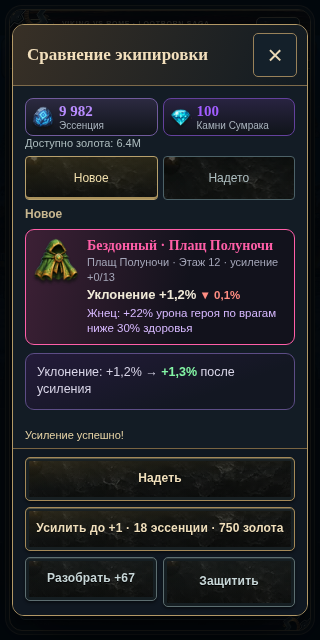 Сравнение экипировки
✕
9 982
Эссенция
100
Камни Сумрака
Доступно золота: 6.4М
Новое
Надето
Новое
Бездонный · Плащ Полуночи
Плащ Полуночи · Этаж 12 · усиление
+0/13
Уклонение +1,2% ▼ 0,1%
Жнец: +22% урона героя по врагам
ниже 30% здоровья
Уклонение: +1,2% → +1,3% после
усиления
Усиление успешно!
Надеть
Усилить до +1 · 18 эссенции · 750 золота
Разобрать +67
Защитить